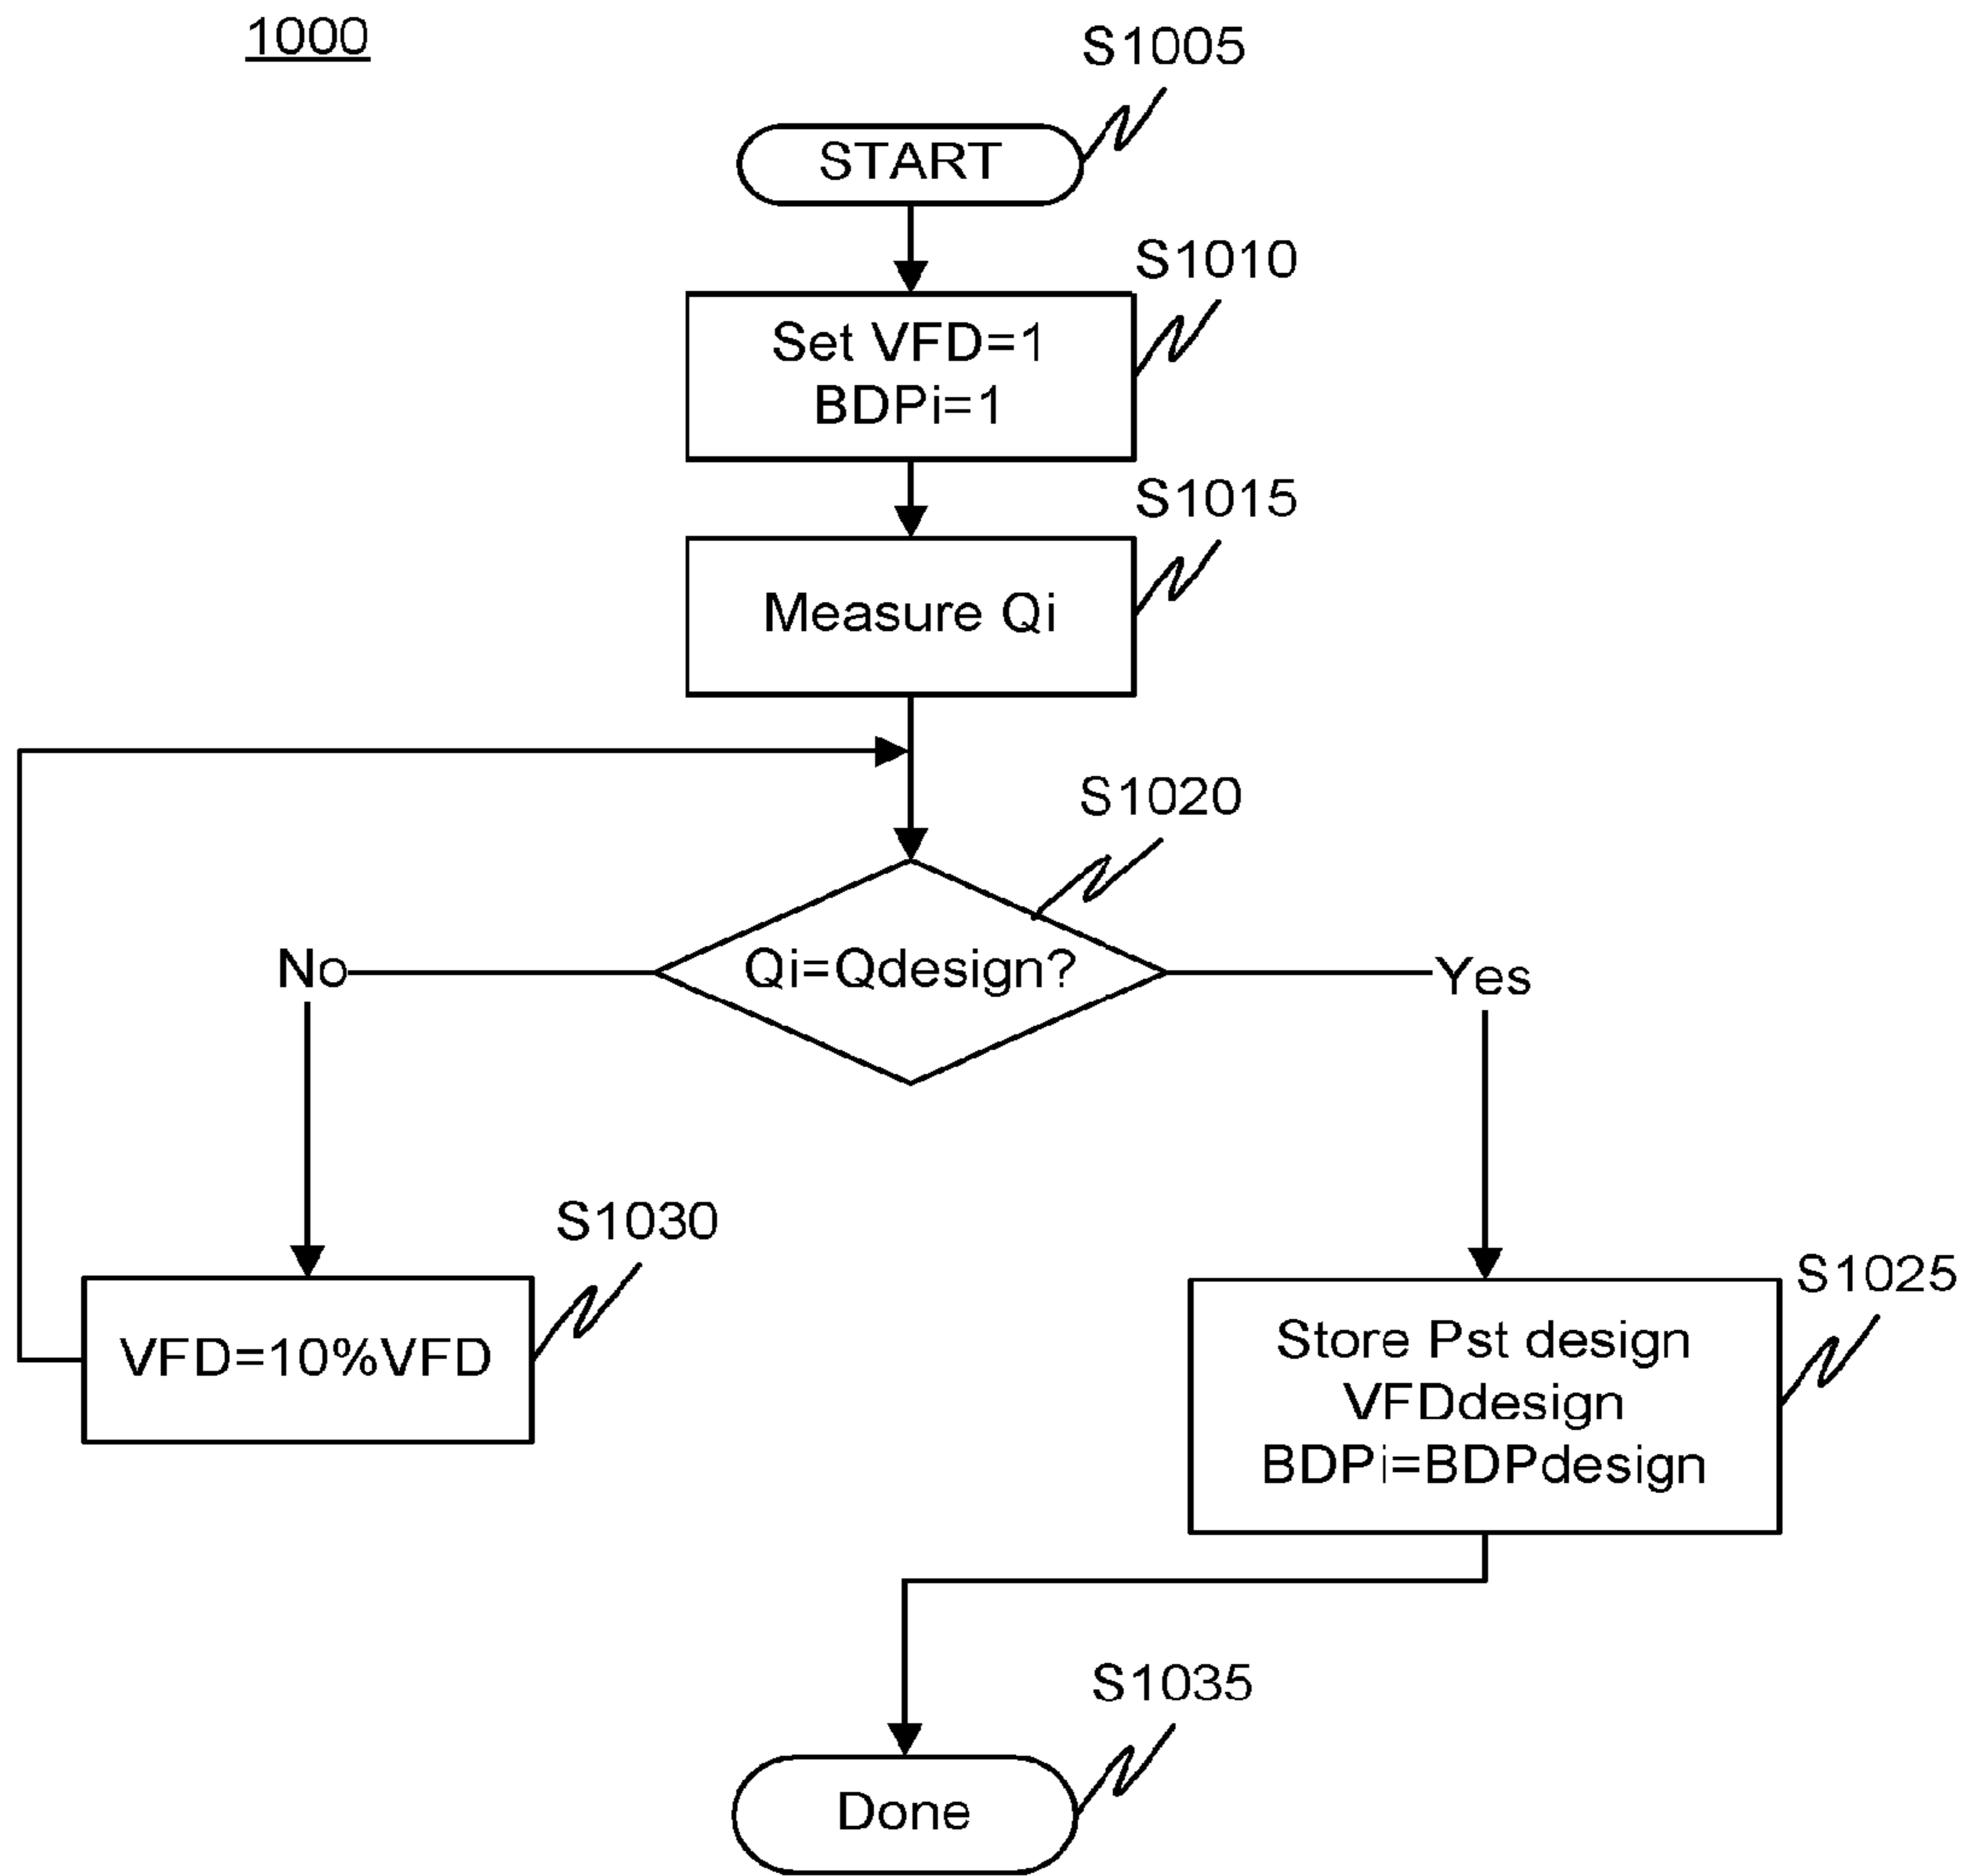 1000
S1005
START
S1010
Set VFD=1
BDPi=1
S1015
Measure Qi
S1020
Qi=Qdesign?
No
Yes
S1030
VFD=10%VFD
S1025
Store Pst design
VFDdesign
BDPi=BDPdesign
S1035
Done